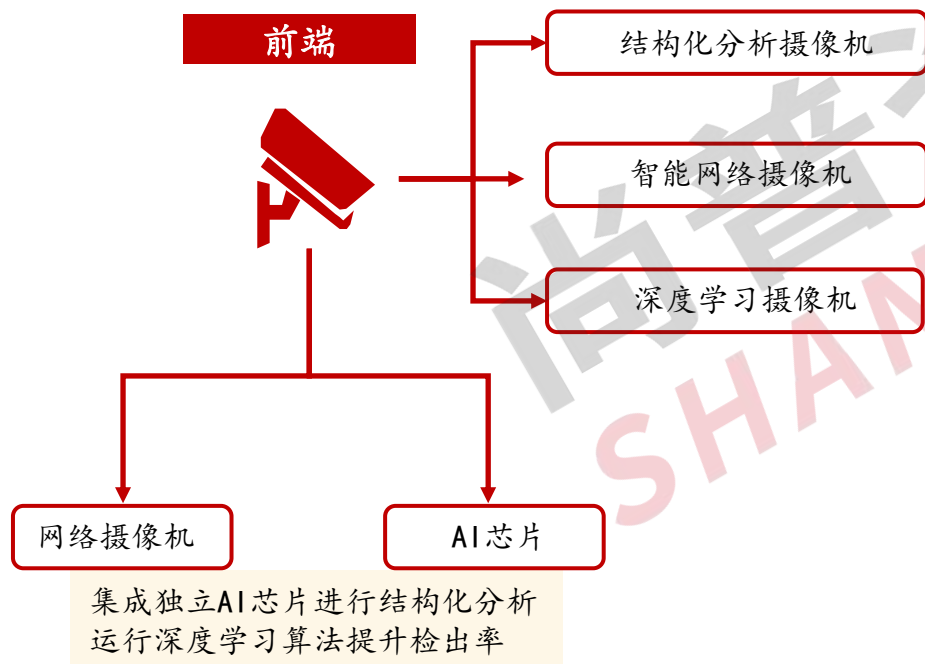 前端
结构化分析摄像机
智能网络摄像机
深度学习摄像机
网络摄像机
AI芯片
集成独立AI芯片进行结构化分析
运行深度学习算法提升检出率
尚普
SHAN